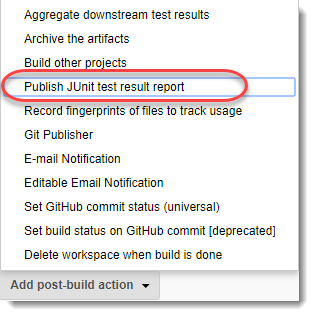 Aggregate downstream test results
Archive the artifacts
Build other projects
Publish JUnit test result report
Record fingerprints of files to track usage
Git Publisher
E-mail Notification
Editable Email Notification
Set GitHub commit status (universal)
Set build status on GitHub commit [deprecated]
Delete workspace when build is done
Add post-build action